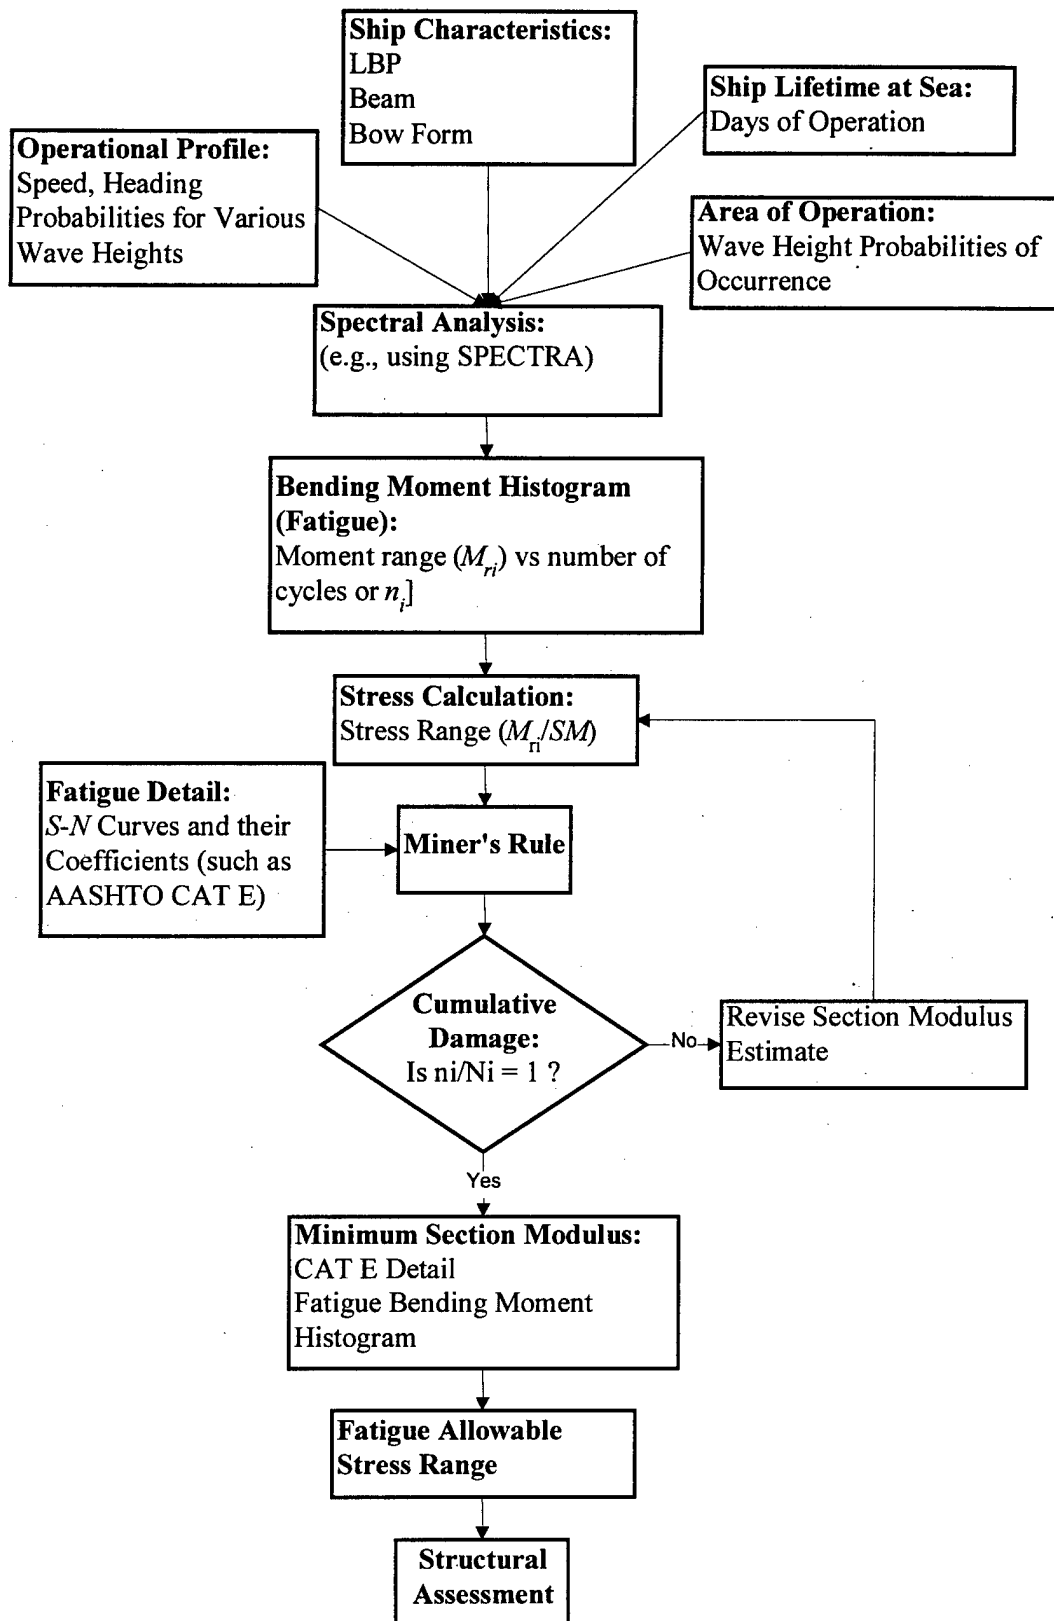 Ship Characteristics:
LBP
Beam
Bow Form
Ship Lifetime at Sea:
Days of Operation
Operational Profile:
Speed, Heading
Probabilities for Various
Wave Heights
Area of Operation:
Wave Height Probabilities of
Occurrence
Spectral Analysis:
(e.g., using SPECTRA)
Bending Moment Histogram
(Fatigue):
Moment range (Mri) vs number of
cycles or ni]
Stress Calculation:
Stress Range (Mri/SM)
Fatigue Detail:
S-N Curves and their
Coefficients (such as
AASHTO CAT E)
Miner's Rule
Cumulative
Damage:
Is ni/Ni = 1 ?
No
Revise Section Modulus
Estimate
Yes
Minimum Section Modulus:
CAT E Detail
Fatigue Bending Moment
Histogram
Fatigue Allowable
Stress Range
Structural
Assessment